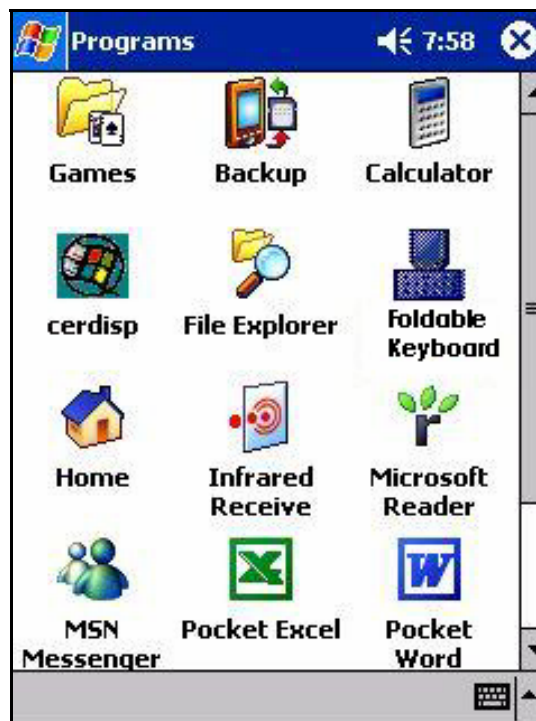 Programs 7:58
Games Backup Calculator
cerdisp File Explorer Foldable
Keyboard
Home Infrared
Receive Microsoft
Reader
MSN
Messenger Pocket Excel Pocket
Word